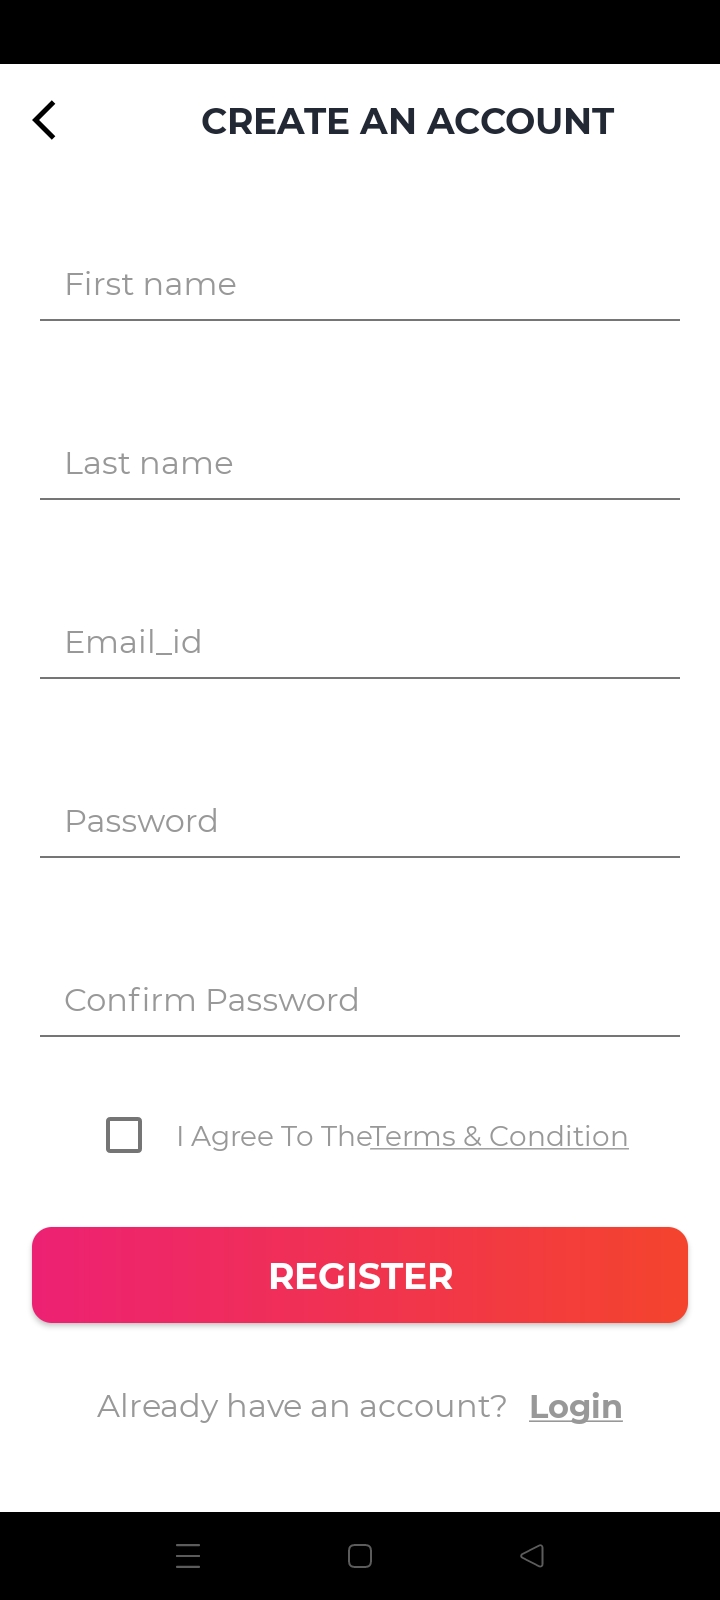 CREATE AN ACCOUNT
First name
Last name
Email_id
Password
Confirm Password
I Agree To TheTerms & Condition
REGISTER
Already have an account? Login